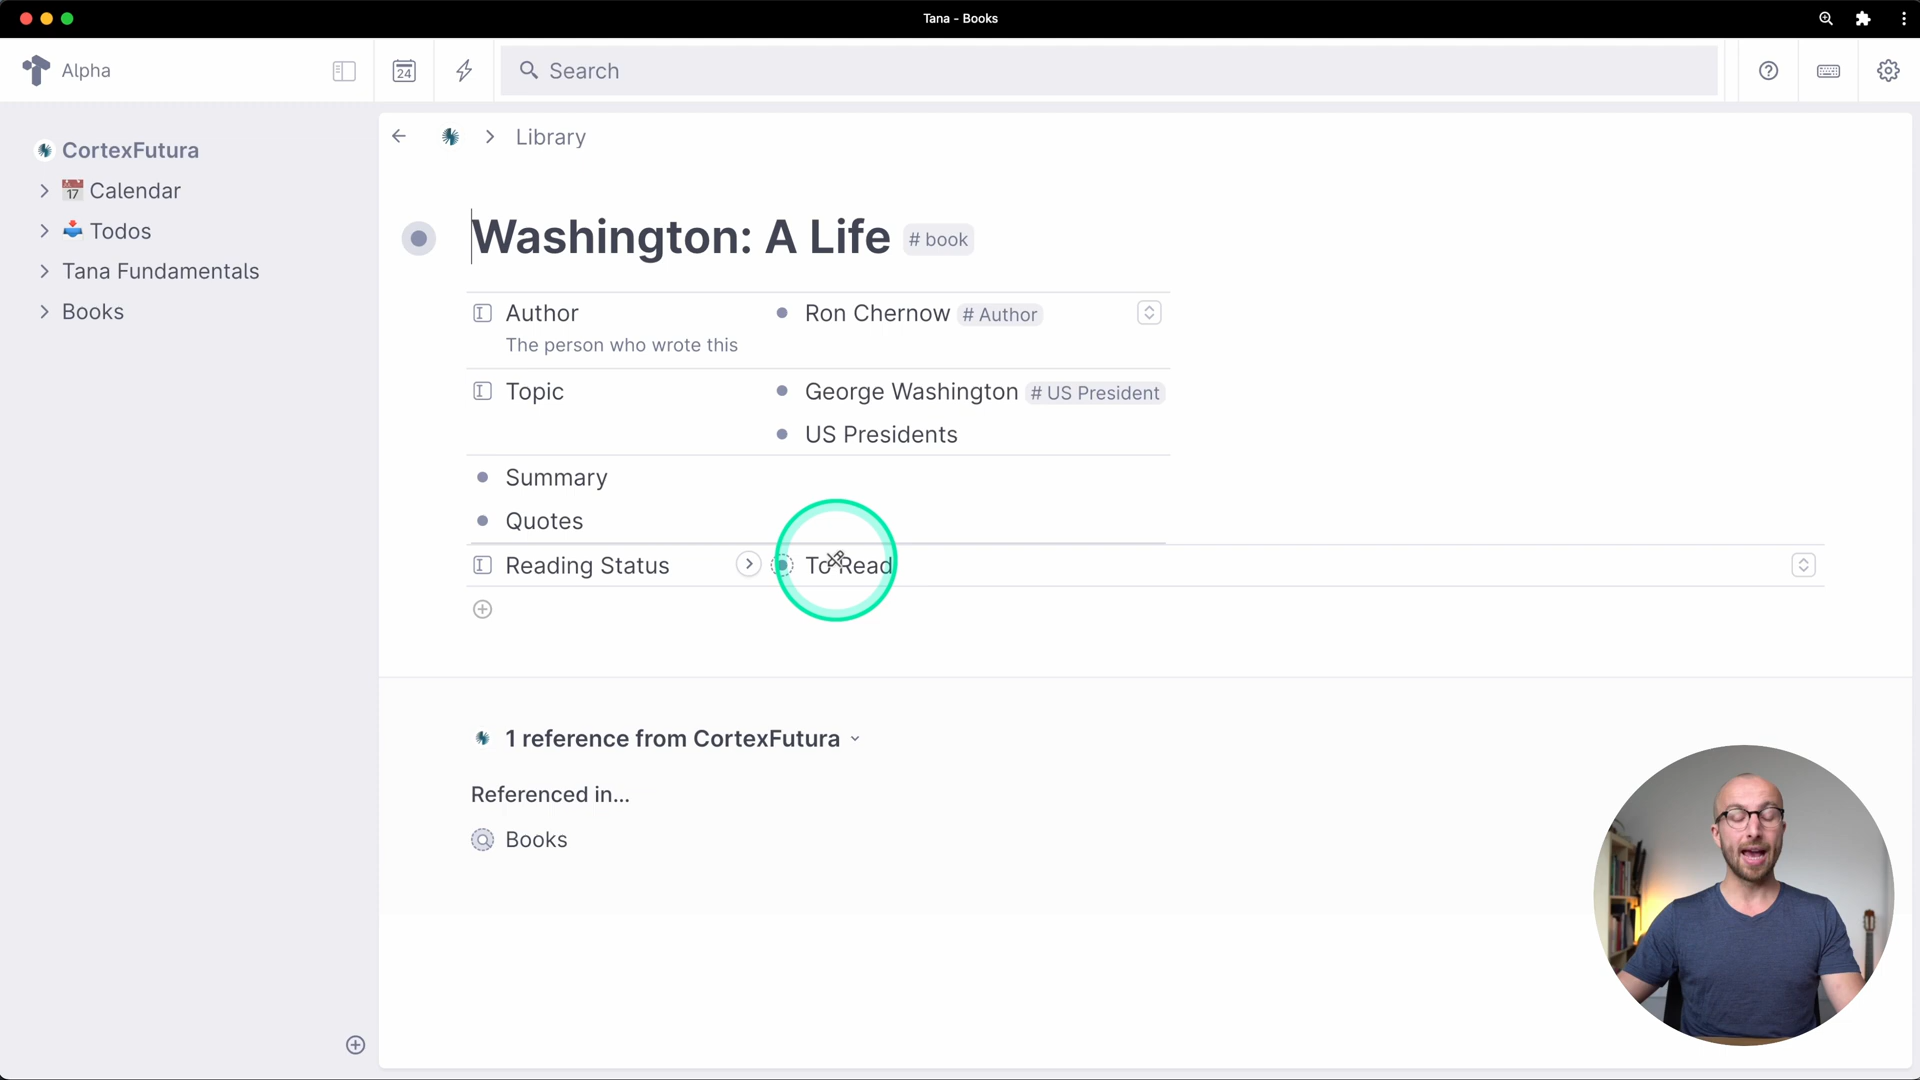 Tana - Books
Alpha
24
Search
CortexFutura
17 Calendar
Todos
Tana Fundamentals
Books
Library
Washington: A Life # book
Author
Ron Chernow # Author
The person who wrote this
Topic
George Washington # US President
US Presidents
Summary
Quotes
Reading Status
To Read
1 reference from CortexFutura
Referenced in...
Books